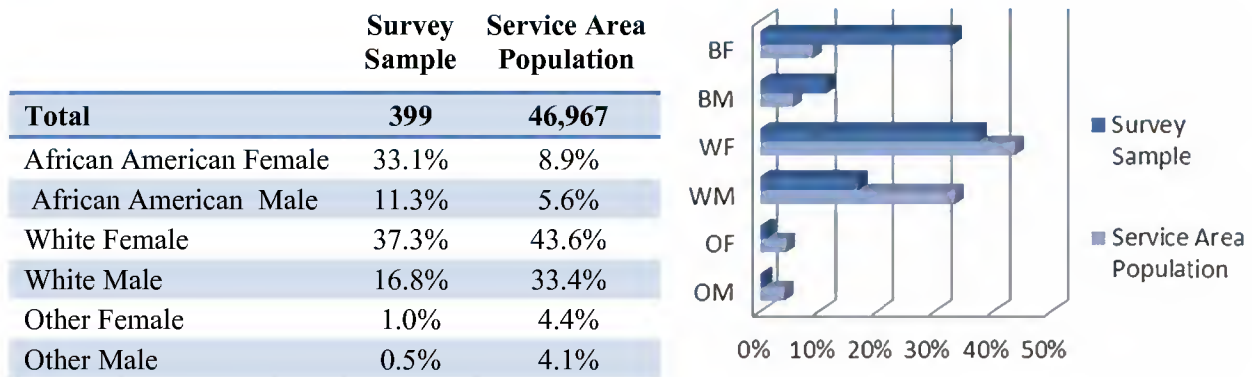 Survey Sample Service Area Population
Total 399 46,967
African American Female 33.1% 8.9%
African American Male 11.3% 5.6%
White Female 37.3% 43.6%
White Male 16.8% 33.4%
Other Female 1.0% 4.4%
Other Male 0.5% 4.1%
BF
BM
WF
WM
OF
OM
0% 10% 20% 30% 40% 50%
Survey
Sample
Service Area
Population